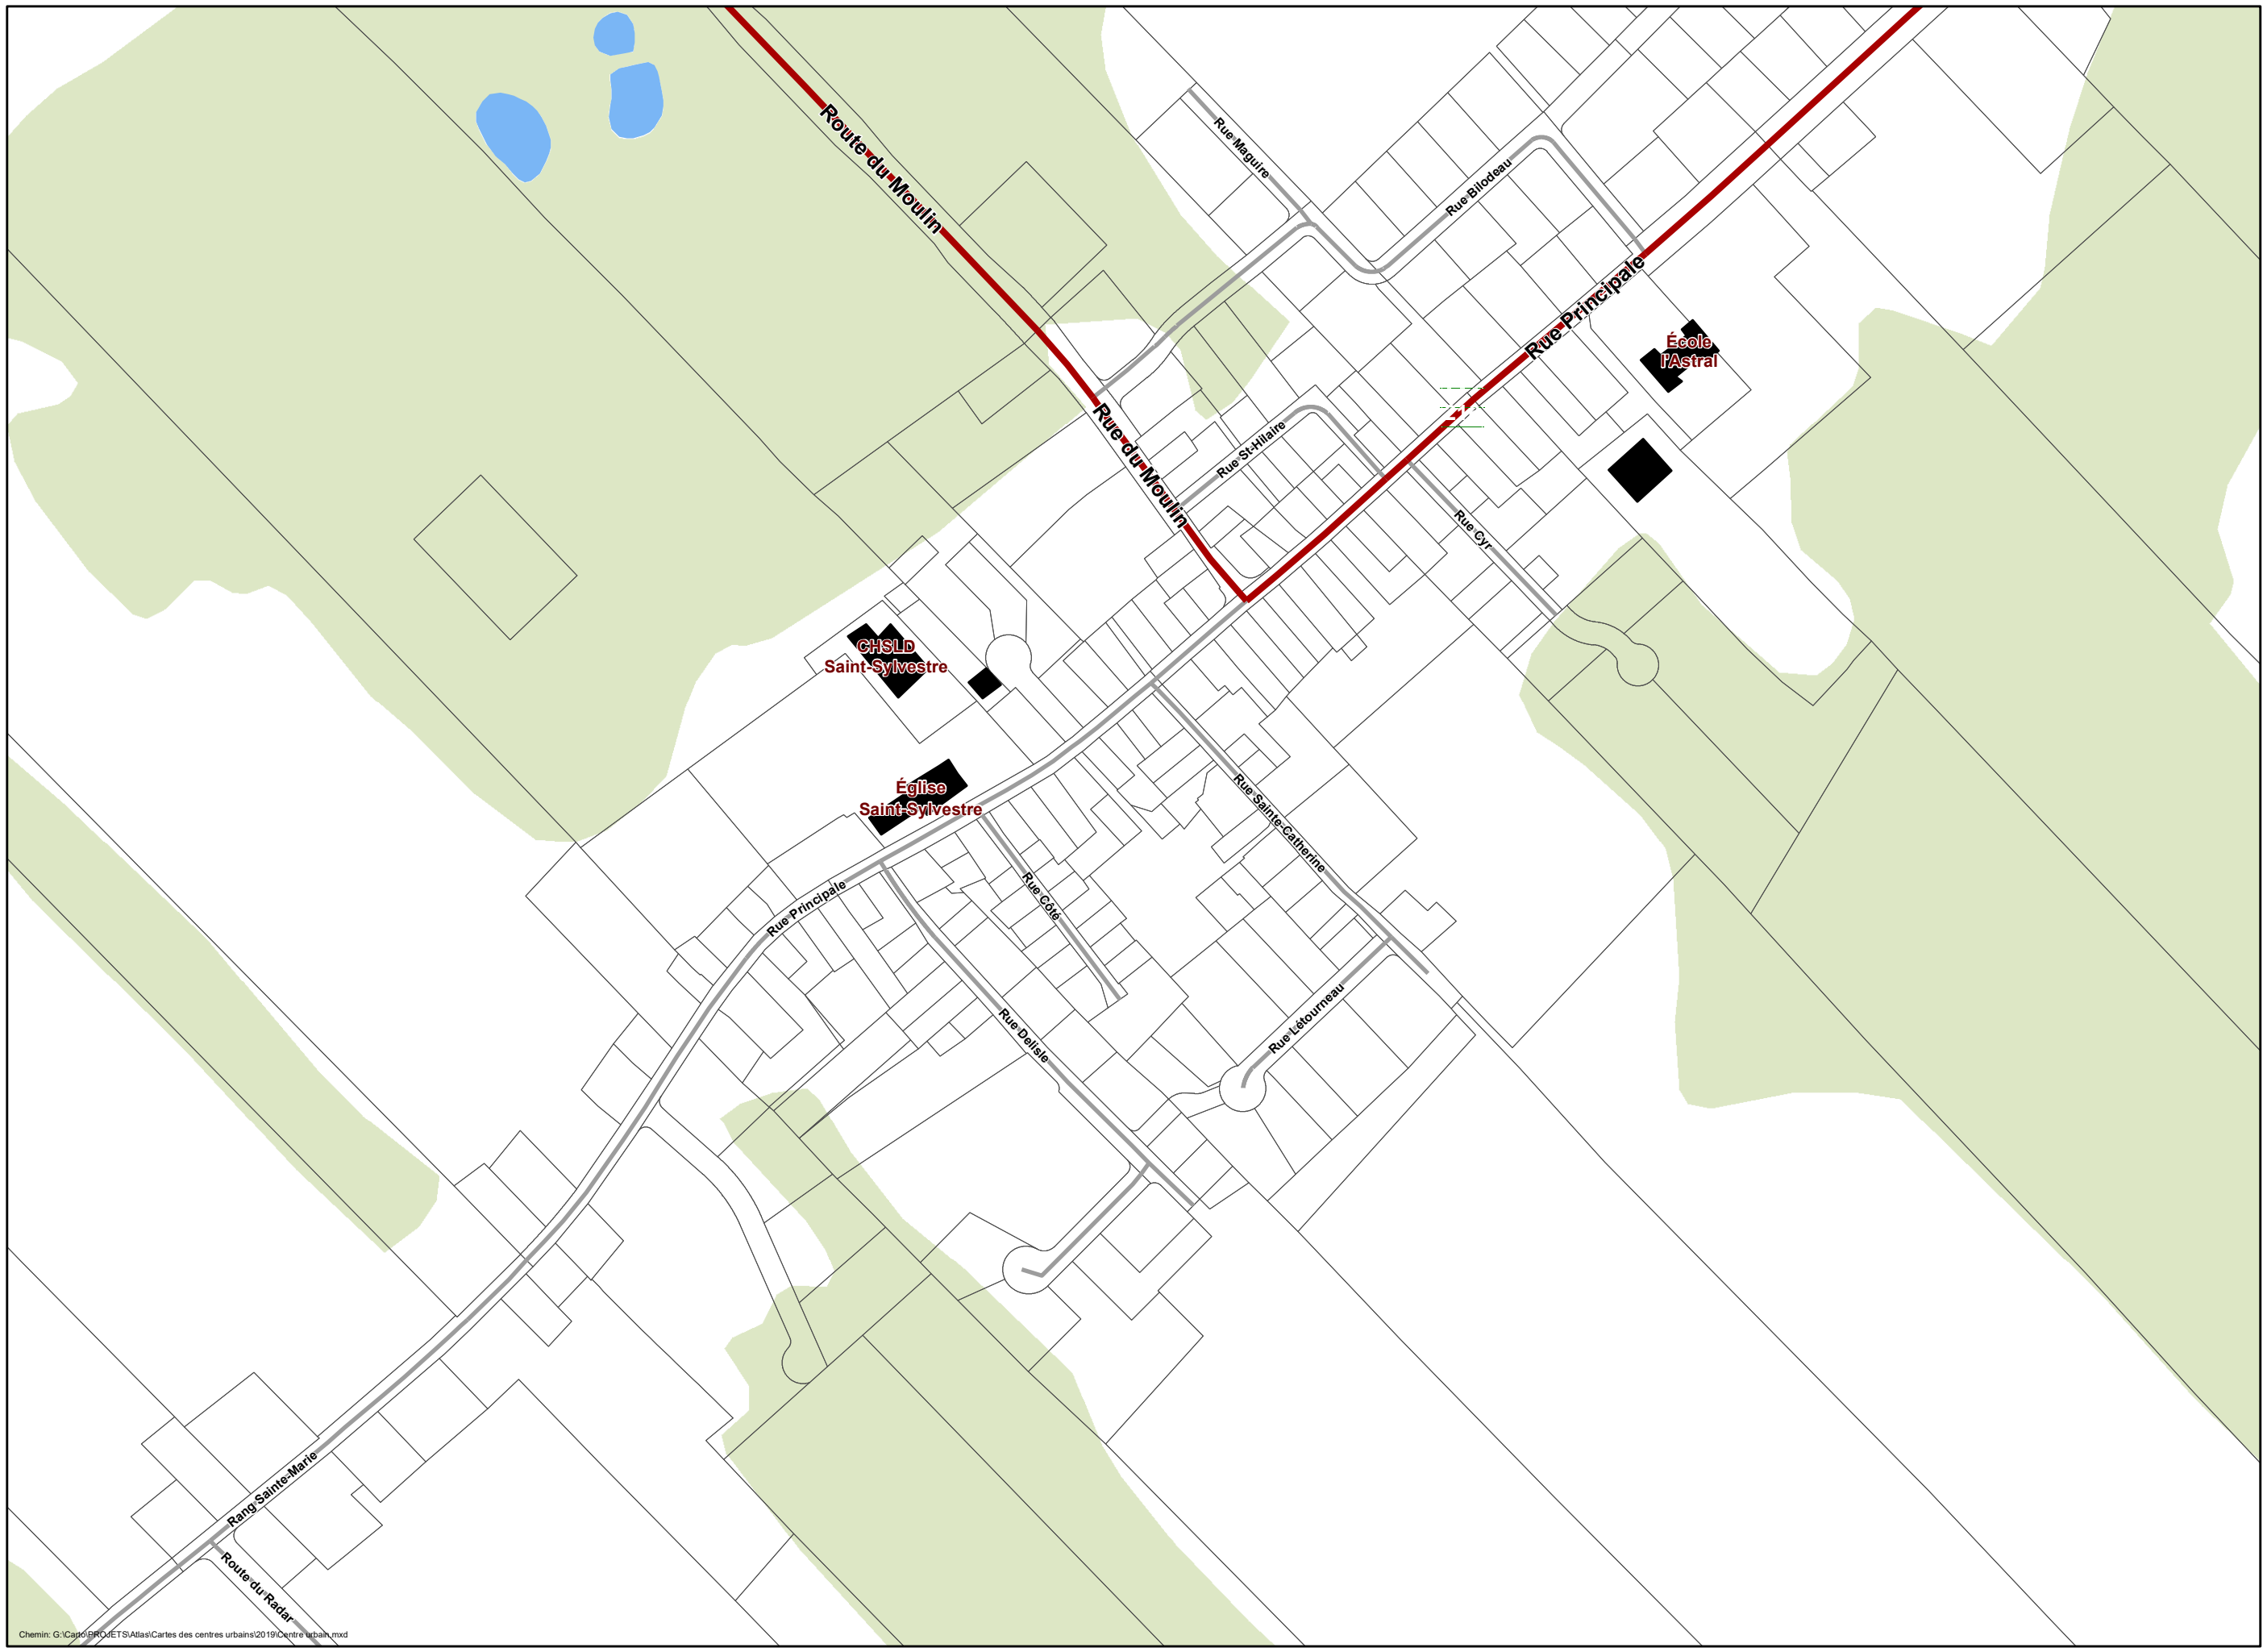 Route du Moulin
Rue Maguire
Rue Bilodeau
Rue Principale
École
l'Astral
Rue du Moulin
Rue St-Hilaire
Rue Cyr
CHSLD
Saint-Sylvestre
Église
Saint-Sylvestre
Rue Sainte-Catherine
Rue Principale
Rue Côté
Rue Delisle
Rue Létourneau
Rang Sainte-Marie
Route du Radar
Chemin: G:\Carto\PROJETS\Atlas\Cartes des centres urbains\2019\Centre urbain.mxd